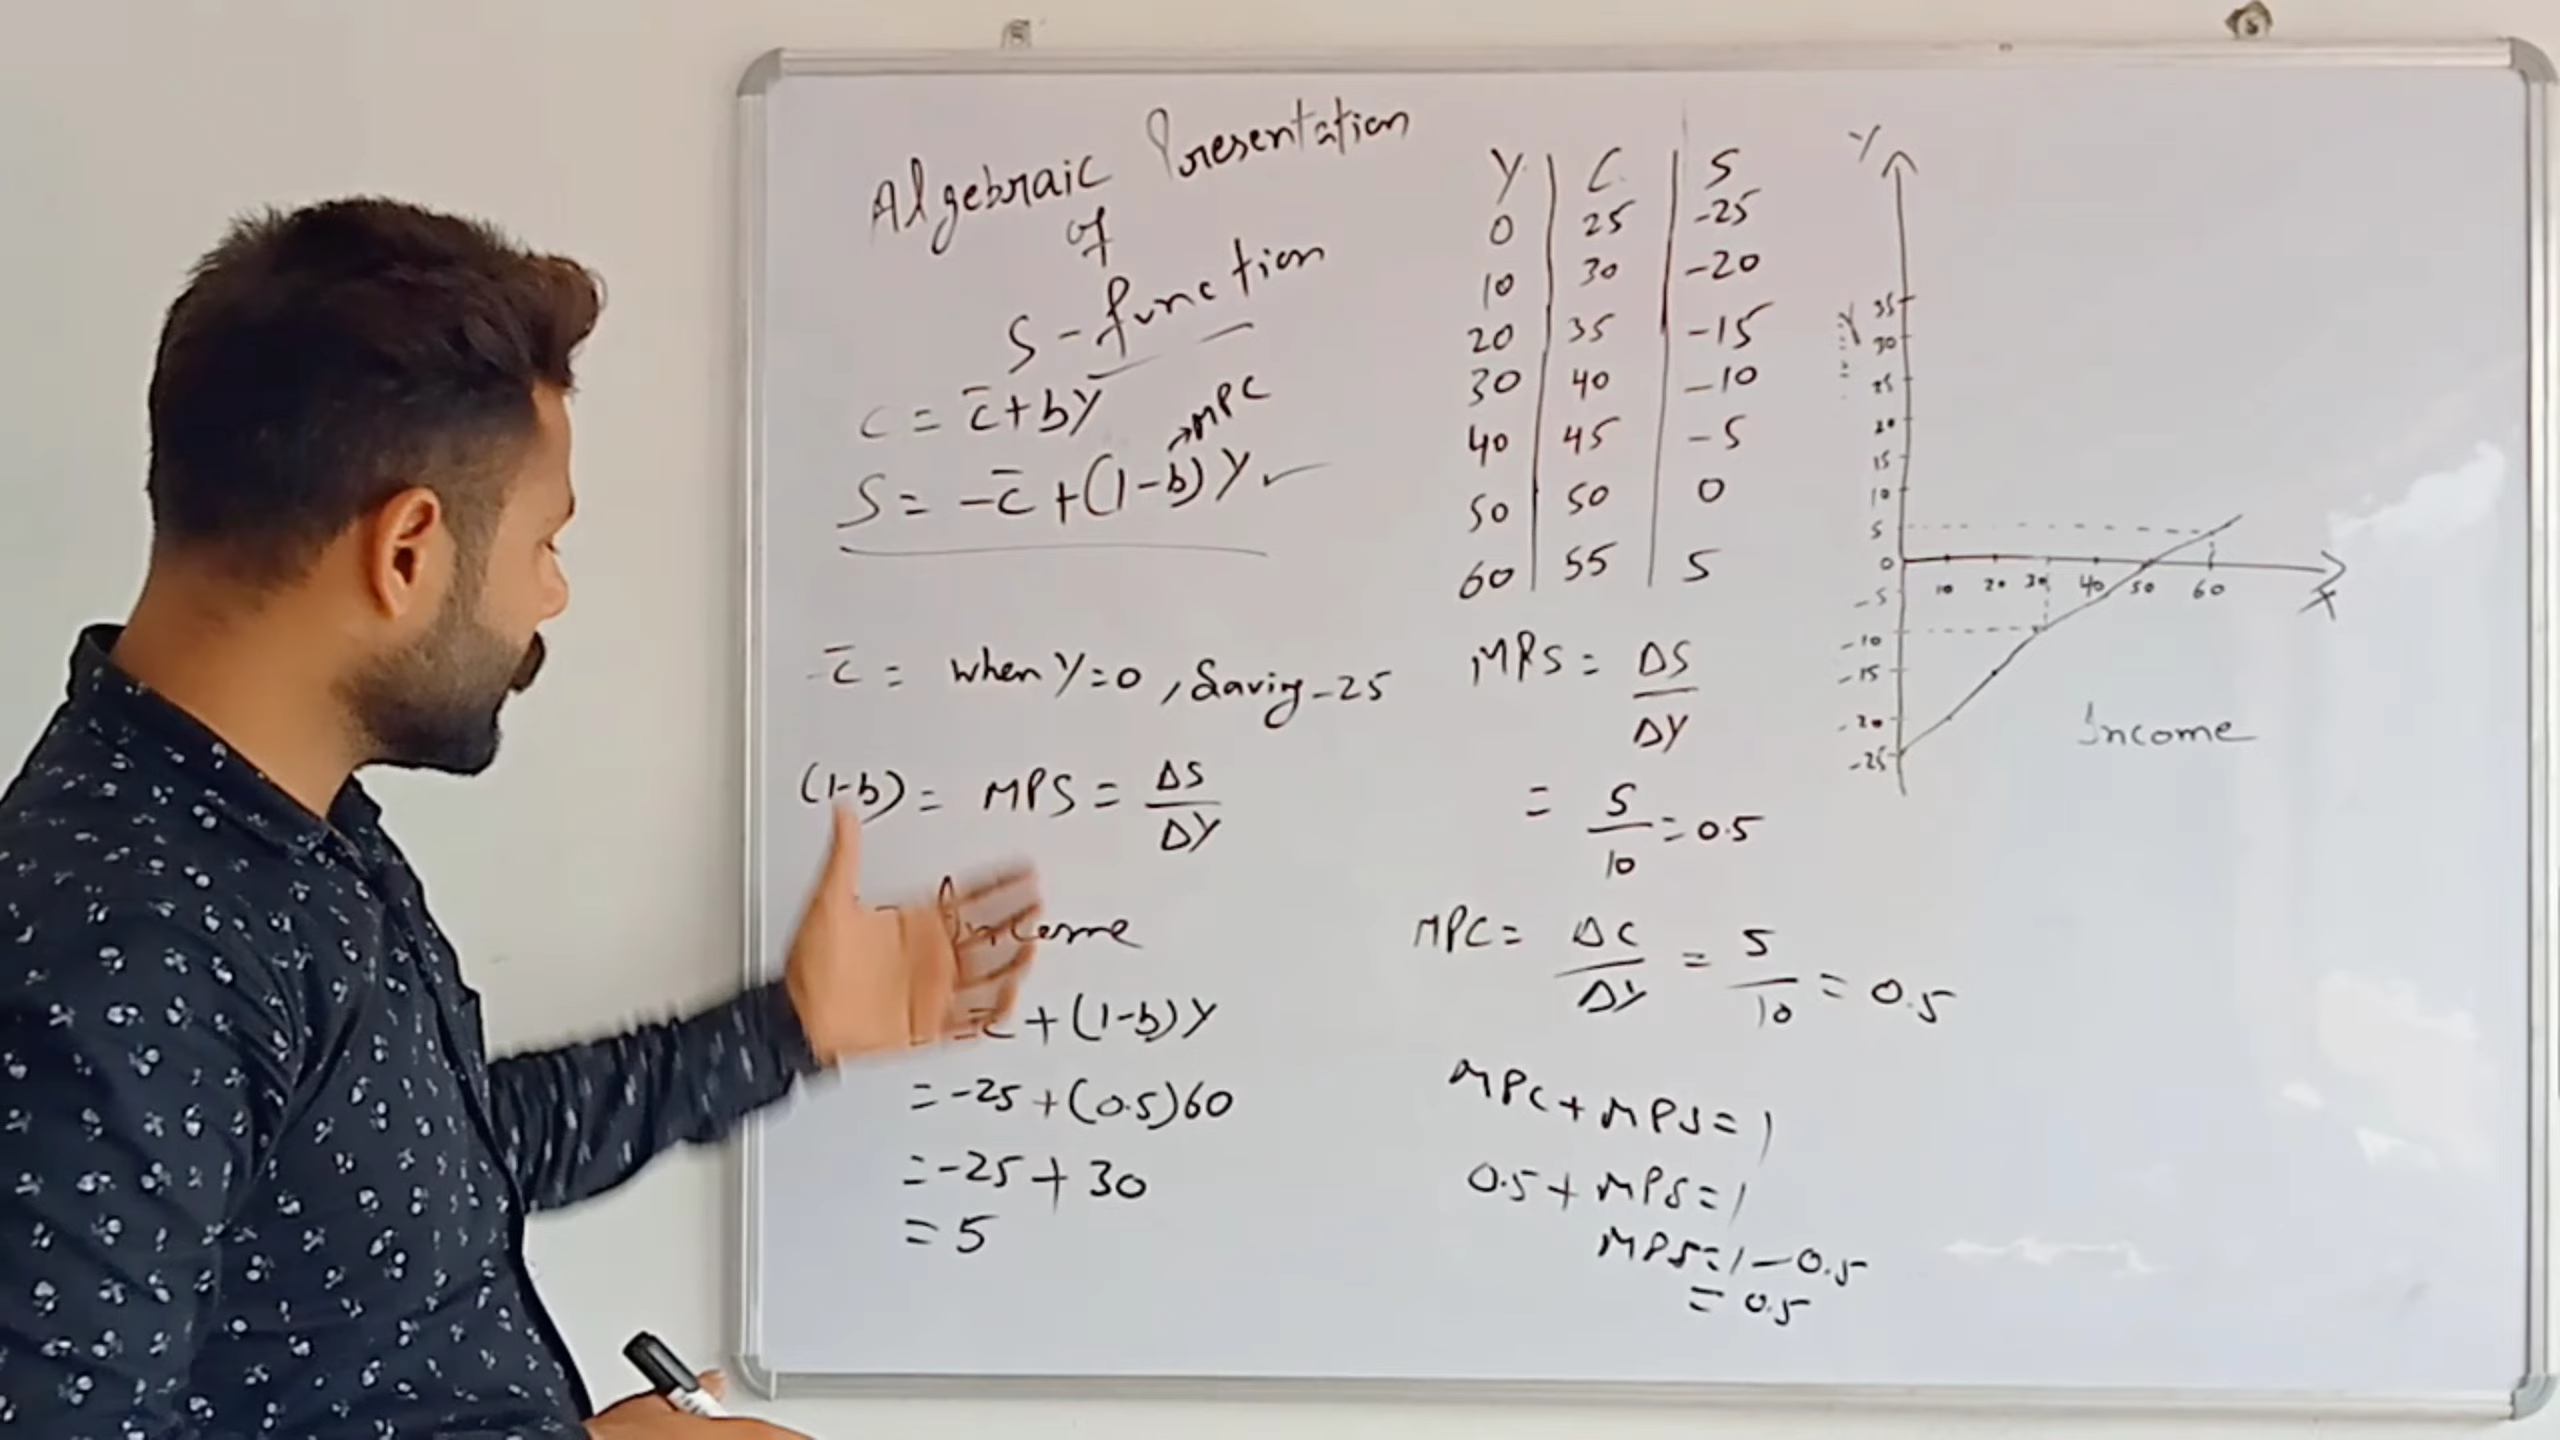 Algebraic Presentation
of
S - function
C = c̄ + bY
→ MPC
S = -c̄ + (1-b) Y ✓
-c̄ = when Y=0, Saving -25
(1-b) = MPS = ΔS/ΔY
Income
-c̄ + (1-b)Y
= -25 + (0.5)60
= -25 + 30
= 5
Y | C | S
0 | 25 | -25
10 | 30 | -20
20 | 35 | -15
30 | 40 | -10
40 | 45 | -5
50 | 50 | 0
60 | 55 | 5
MPS = ΔS/ΔY
= 5/10 = 0.5
MPC = ΔC/ΔY = 5/10 = 0.5
MPC + MPS = 1
0.5 + MPS = 1
MPS = 1 - 0.5
= 0.5
Y
35
30
25
20
15
10
5
0
10 20 30 40 50 60
X
-5
-10
-15
-20
-25
Income